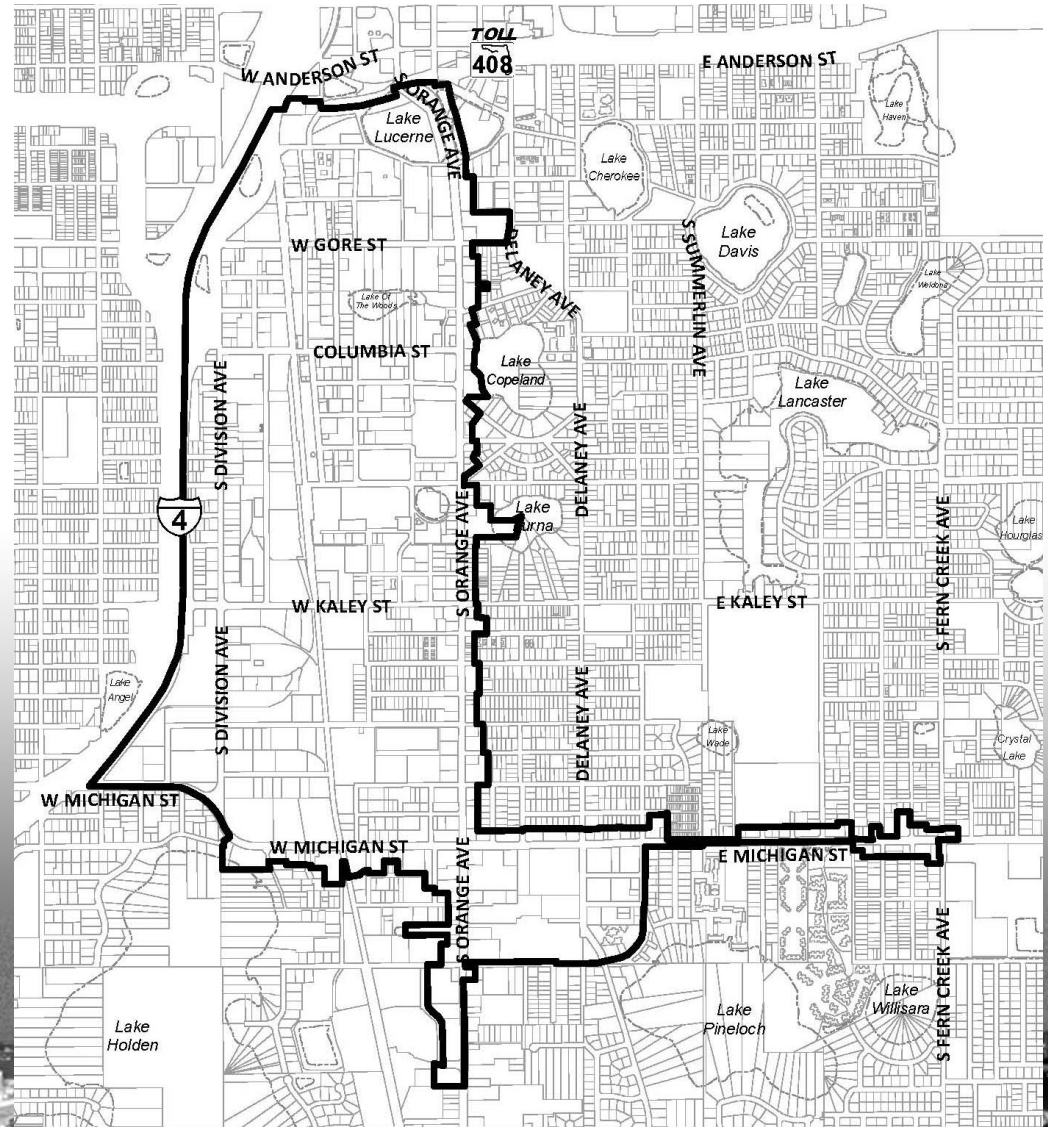 TOLL
408
W ANDERSON ST
E ANDERSON ST
S ORANGE AVE
Lake
Lucerne
Lake
Haven
Lake
Cherokee
Lake
Davis
W GORE ST
DELANEY AVE
S SUMMERLIN AVE
Lake
Weldona
Lake Of
The Woods
COLUMBIA ST
Lake
Copeland
Lake
Lancaster
S DIVISION AVE
DELANEY AVE
4
S ORANGE AVE
Lake
urna
S FERN CREEK AVE
Lake
Hourglas
W KALEY ST
E KALEY ST
Lake
Angel
S DIVISION AVE
DELANEY AVE
Lake
Wade
Crystal
Lake
W MICHIGAN ST
W MICHIGAN ST
S ORANGE AVE
E MICHIGAN ST
S FERN CREEK AVE
Lake
Holden
Lake
Pineloch
Lake
Willisara